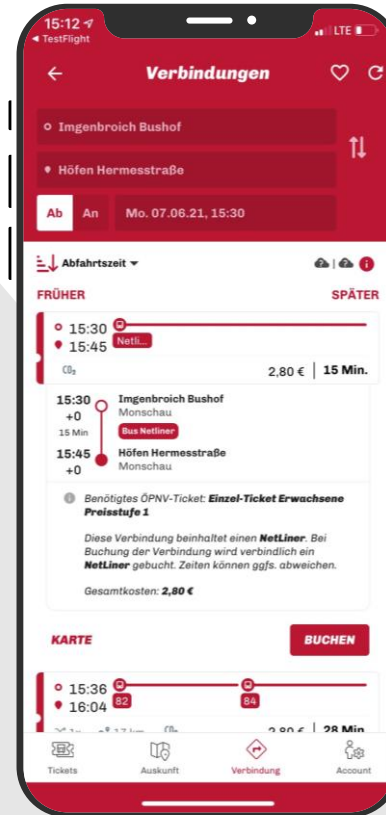 15:12
LTE
◀ TestFlight
Verbindungen
Imgenbroich Bushof
Höfen Hermesstraße
Ab An Mo. 07.06.21, 15:30
Abfahrtszeit
FRÜHER SPÄTER
15:30
15:45 Netli...
CO₂ 2,80 € | 15 Min.
15:30 Imgenbroich Bushof
+0 Monschau
15 Min Bus Netliner
15:45 Höfen Hermesstraße
+0 Monschau
Benötigtes ÖPNV-Ticket: Einzel-Ticket Erwachsene
Preisstufe 1
Diese Verbindung beinhaltet einen NetLiner. Bei
Buchung der Verbindung wird verbindlich ein
NetLiner gebucht. Zeiten können ggfs. abweichen.
Gesamtkosten: 2,80 €
KARTE BUCHEN
15:36
16:04 82 84
2,80 € | 28 Min.
Tickets Auskunft Verbindung Account